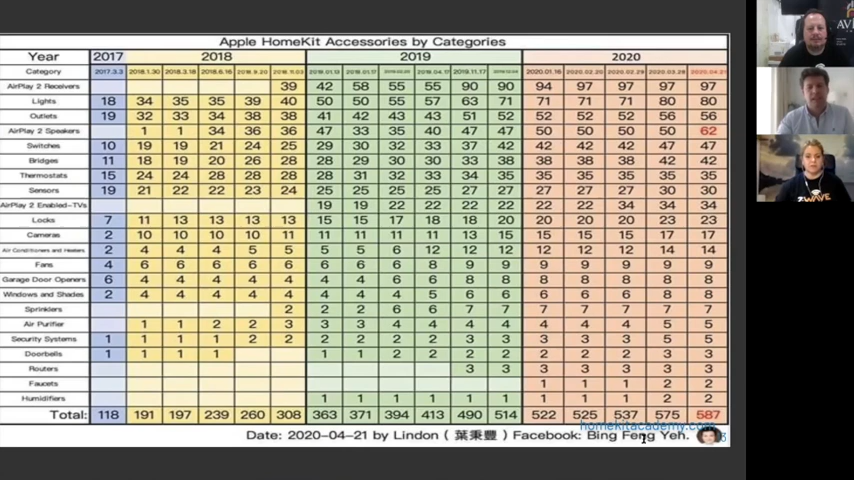 Apple HomeKit Accessories by Categories
Year 2017 2018 2019 2020
Category 2017.3.3 2018.1.30 2018.3.18 2018.6.16 2018.9.20 2018.11.03 2019.01.17 2019.04.17 2019.11.17 2020.01.16 2020.02.20 2020.02.29 2020.03.29 2020.04.21
AirPlay 2 Receivers 39 42 58 55 55 90 90 94 97 97 97 97
Lights 18 34 35 35 39 40 50 50 55 57 63 71 71 71 71 80 80
Outlets 19 32 33 34 38 38 41 42 43 43 51 52 52 52 52 56 56
AirPlay 2 Speakers 1 1 34 36 36 47 33 35 40 47 47 50 50 50 50 62
Switches 10 19 19 21 24 25 29 30 32 33 37 42 42 42 42 47 47
Bridges 11 18 19 20 26 28 28 29 30 30 33 38 38 38 38 42 42
Thermostats 15 24 24 28 28 28 28 31 32 33 34 35 35 35 35 35 35
Sensors 19 21 22 22 23 24 25 25 25 25 27 27 27 27 27 30 30
AirPlay 2 Enabled-TVs 19 19 22 22 22 22 22 22 34 34 34
Locks 7 11 13 13 13 13 15 15 17 18 18 20 20 20 20 23 23
Cameras 2 10 10 10 10 11 11 11 11 11 13 15 15 15 15 17 17
Air Conditioners and Heaters 2 4 4 4 5 5 5 5 6 12 12 12 12 12 12 14 14
Fans 4 6 6 6 6 6 6 6 6 8 9 9 9 9 9 9 9
Garage Door Openers 6 4 4 4 4 4 4 4 6 6 8 8 8 8 8 8 8
Windows and Shades 2 4 4 4 4 4 4 4 4 5 6 6 6 6 6 8 8
Sprinklers 2 2 2 6 6 7 7 7 7 7 7 7
Air Purifier 1 1 2 2 3 3 3 4 4 4 4 4 4 4 5 5
Security Systems 1 1 1 1 2 2 2 2 2 2 3 3 3 3 3 5 5
Doorbells 1 1 1 1 1 1 2 2 2 2 2 2 2 3 3
Routers 3 3 3 3 3 3 3
Faucets 1 1 1 2 2
Humidifiers 1 1 1 1 1 1 1 1 1 2 2
Total: 118 191 197 239 260 308 363 371 394 413 490 514 522 525 537 575 587
homekitacademy.com
Date: 2020-04-21 by Lindon ( 葉秉豐 ) Facebook: Bing Feng Yeh.
3
AV
Z WAVE